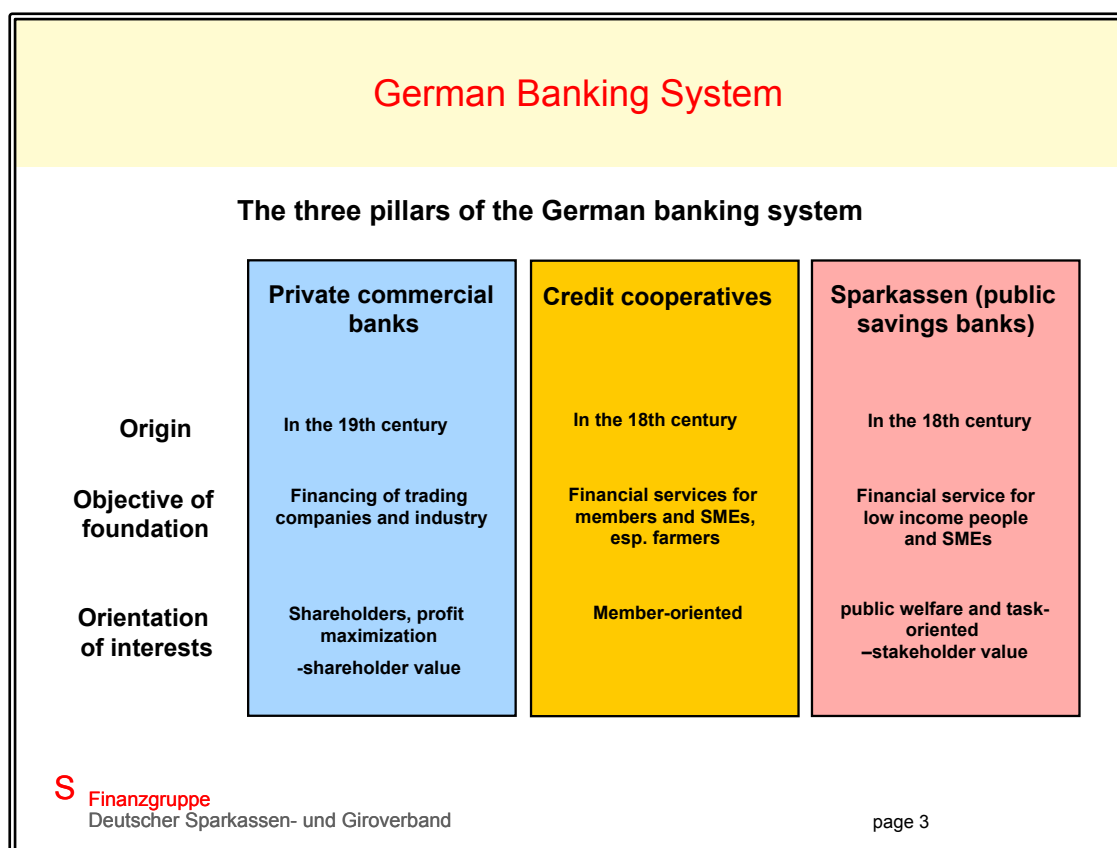 German Banking System
The three pillars of the German banking system
Private commercial
banks
Credit cooperatives
Sparkassen (public
savings banks)
Origin
In the 19th century
In the 18th century
In the 18th century
Objective of
foundation
Financing of trading
companies and industry
Financial services for
members and SMEs,
esp. farmers
Financial service for
low income people
and SMEs
Orientation
of interests
Shareholders, profit
maximization
-shareholder value
Member-oriented
public welfare and task-
oriented
–stakeholder value
S Finanzgruppe
Deutscher Sparkassen- und Giroverband
page 3